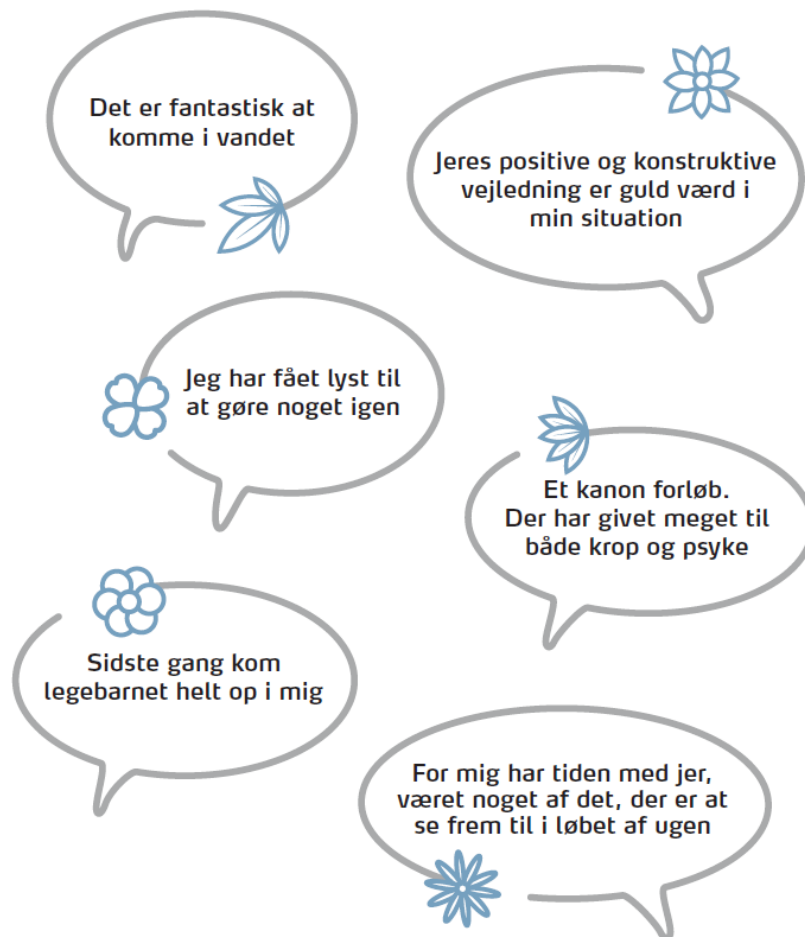 Det er fantastisk at
komme i vandet
Jeres positive og konstruktive
vejledning er guld værd i
min situation
Jeg har fået lyst til
at gøre noget igen
Et kanon forløb.
Der har givet meget til
både krop og psyke
Sidste gang kom
legebarnet helt op i mig
For mig har tiden med jer,
været noget af det, der er at
se frem til i løbet af ugen